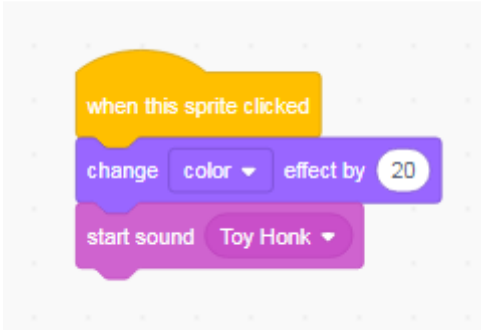 when this sprite clicked
change color effect by 20
start sound Toy Honk